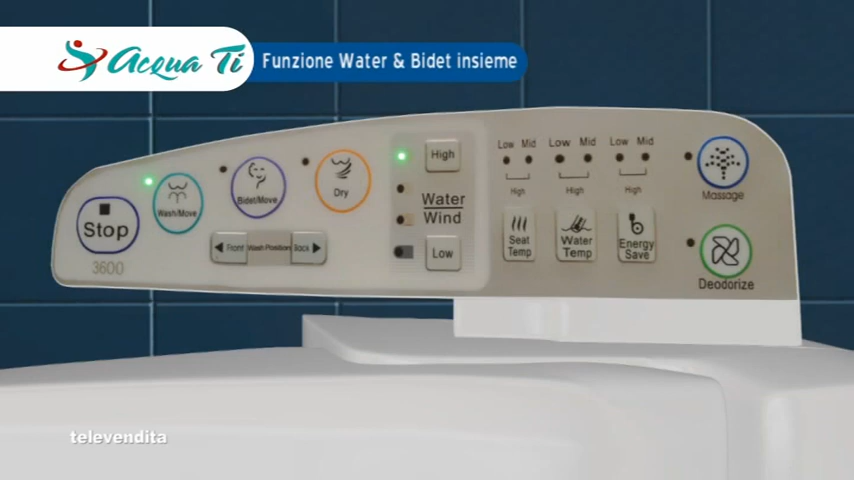 Acqua Ti
Funzione Water & Bidet insieme
Stop
3600
Wash/Move
Bidet/Move
Dry
Front
Wash Position
Back
High
Water
Wind
Low
Low Mid
High
Seat
Temp
Low Mid
High
Water
Temp
Low Mid
High
Energy
Save
Massage
Deodorize
televendita